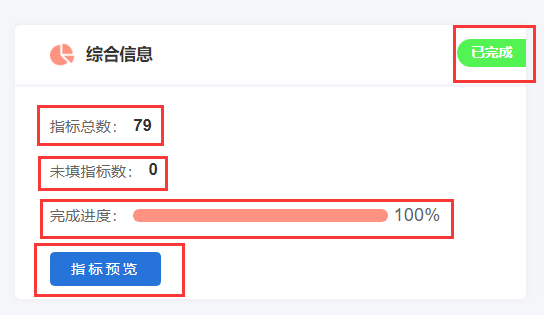 综合信息
已完成
指标总数： 79
未填指标数： 0
完成进度： 100%
指标预览